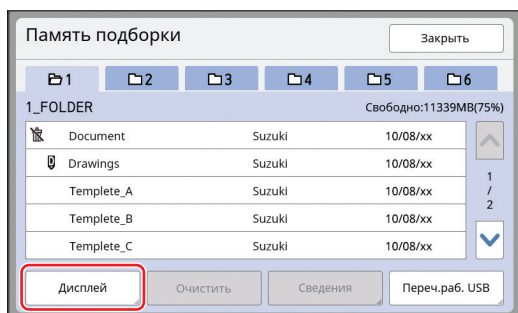 Память подборки
Закрыть
1 2 3 4 5 6
1_FOLDER Свободно:11339MB(75%)
Document Suzuki 10/08/xx
Drawings Suzuki 10/08/xx
Templete_A Suzuki 10/08/xx
Templete_B Suzuki 10/08/xx
Templete_C Suzuki 10/08/xx
1
/
2
Дисплей Очистить Сведения Переч.раб. USB